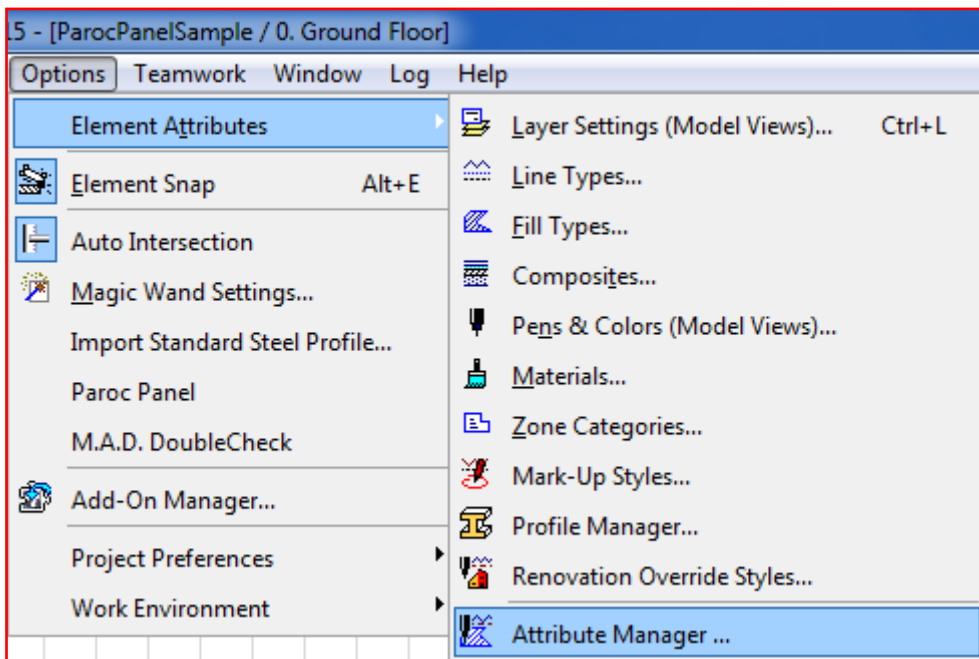 15 - [ParocPanelSample / 0. Ground Floor]
Options Teamwork Window Log Help
Element Attributes
Element Snap Alt+E
Auto Intersection
Magic Wand Settings...
Import Standard Steel Profile...
Paroc Panel
M.A.D. DoubleCheck
Add-On Manager...
Project Preferences
Work Environment
Layer Settings (Model Views)... Ctrl+L
Line Types...
Fill Types...
Composites...
Pens & Colors (Model Views)...
Materials...
Zone Categories...
Mark-Up Styles...
Profile Manager...
Renovation Override Styles...
Attribute Manager ...